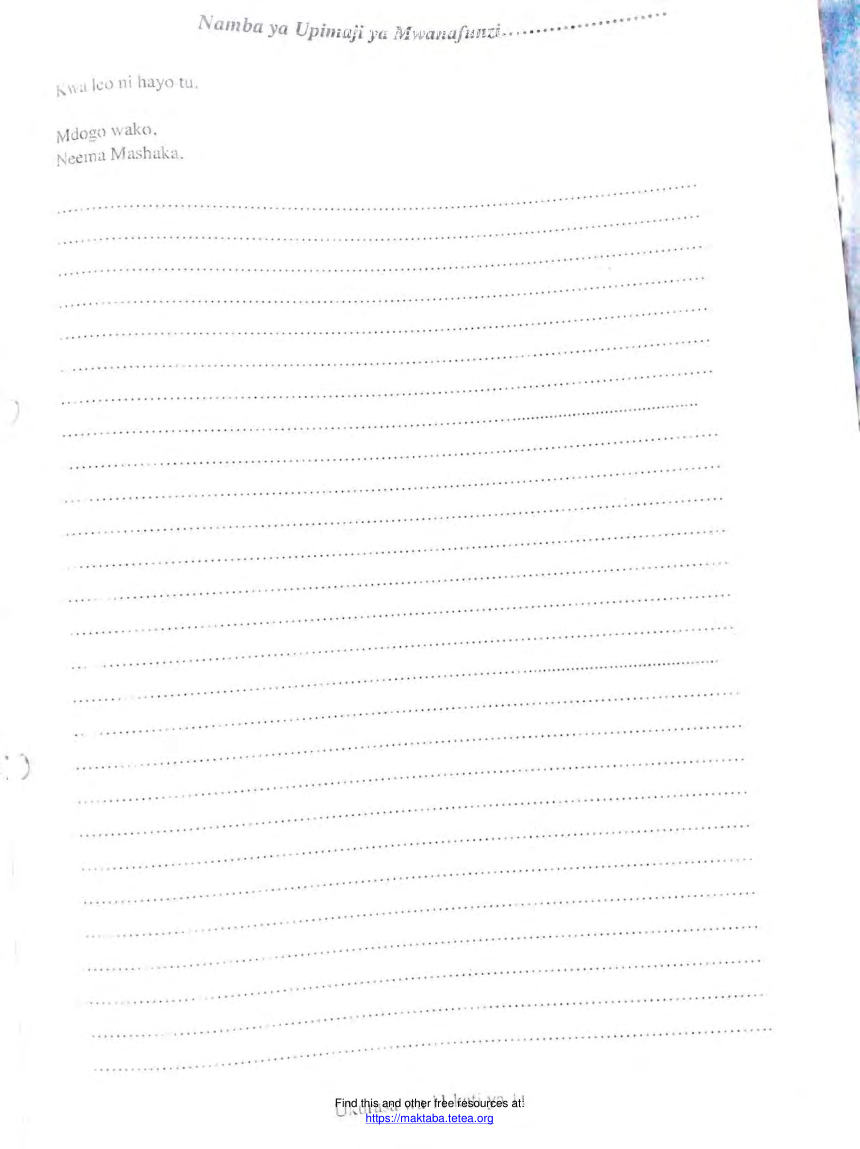 Namba ya Upimaji ya Mwanafunzi..............................
Kwa leo ni hayo tu.
Mdogo wako,
Neema Mashaka.
Find this and other free resources at:
https://maktaba.tetea.org